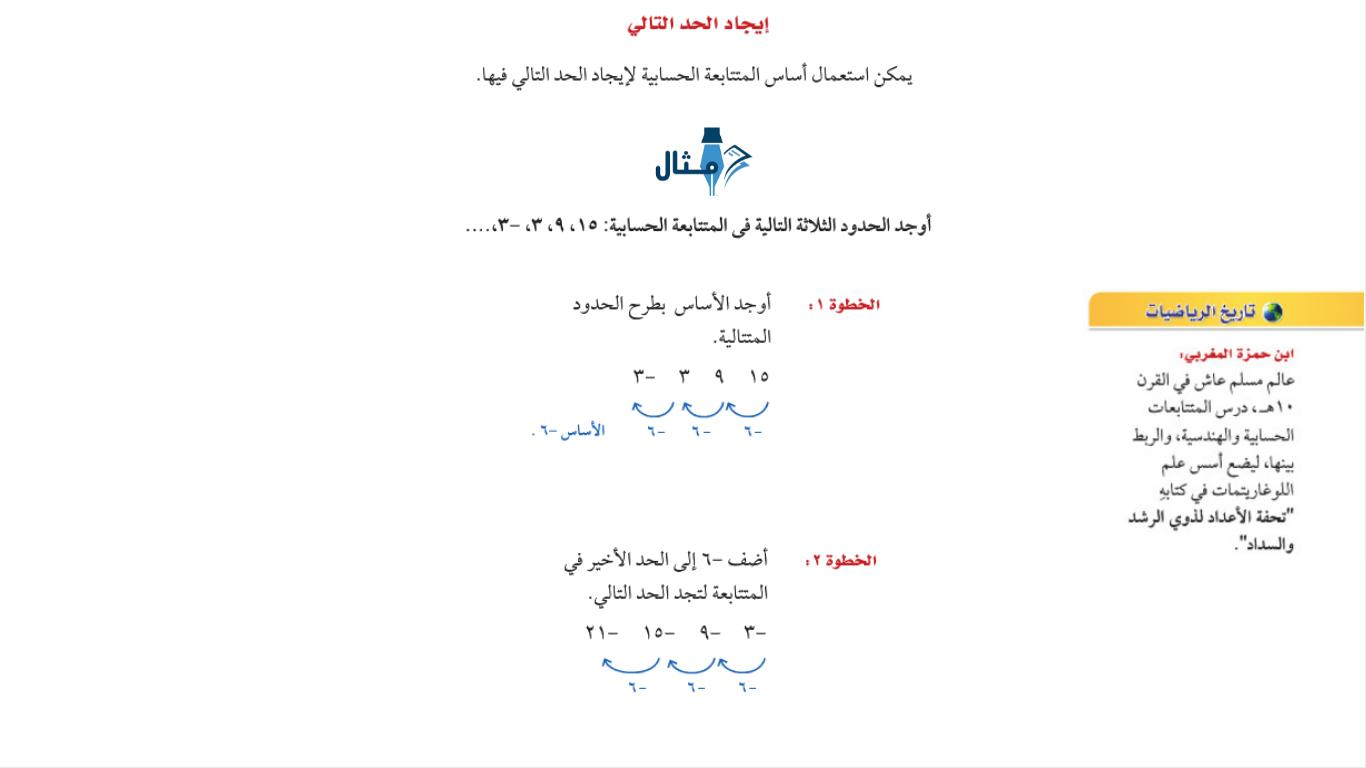 إيجاد الحد التالي
يمكن استعمال أساس المتتابعة الحسابية لإيجاد الحد التالي فيها.
مثال
أوجد الحدود الثلاثة التالية فى المتتابعة الحسابية: ١٥، ٩، ٣، –٣،....
الخطوة ١: أوجد الأساس بطرح الحدود
المتتالية.
١٥ ٩ ٣ –٣
–٦ –٦ –٦ الأساس –٦ .
الخطوة ٢: أضف –٦ إلى الحد الأخير في
المتتابعة لتجد الحد التالي.
–٣ –٩ –١٥ –٢١
–٦ –٦ –٦
تاريخ الرياضيات
ابن حمزة المغربي:
عالم مسلم عاش في القرن
١٠هـ، درس المتتابعات
الحسابية والهندسية، والربط
بينها، ليضع أسس علم
اللوغاريتمات في كتابهِ
"تحفة الأعداد لذوي الرشد
والسداد".